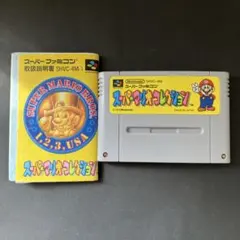 スーパーファミコン
取扱説明書 SHVC-4M
SUPER MARIO BROS.
1・2・3・USA
スーパーマリオコレクション
スーパーファミコン
Nintendo
スーパーマリオコレクション